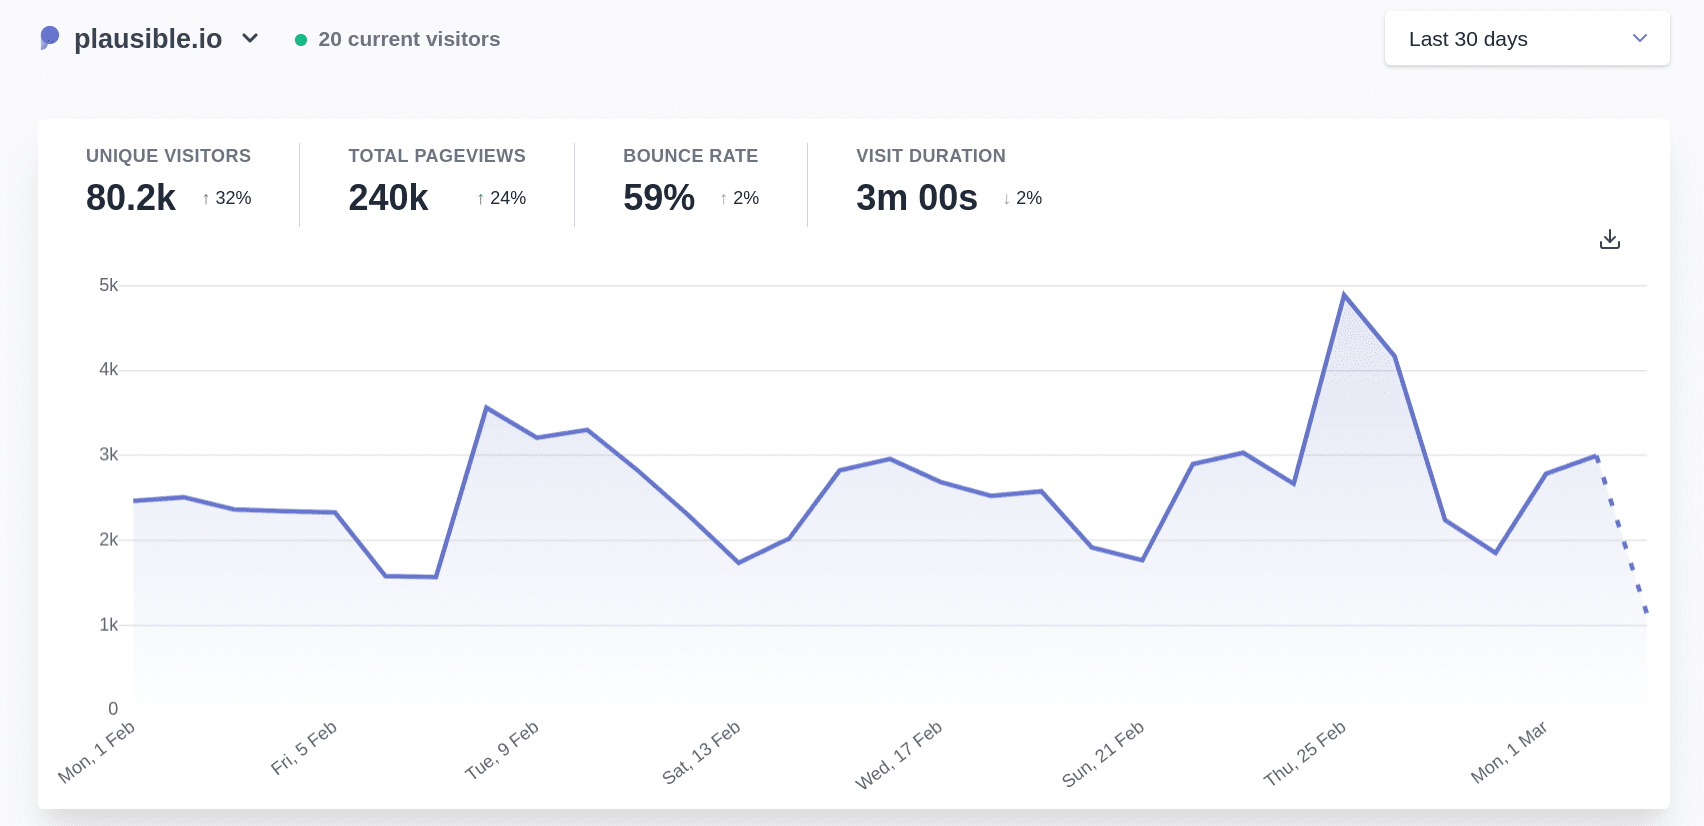 plausible.io
20 current visitors
Last 30 days
UNIQUE VISITORS
80.2k ↑ 32%
TOTAL PAGEVIEWS
240k ↑ 24%
BOUNCE RATE
59% ↑ 2%
VISIT DURATION
3m 00s ↓ 2%
5k
4k
3k
2k
1k
0
Mon, 1 Feb
Fri, 5 Feb
Tue, 9 Feb
Sat, 13 Feb
Wed, 17 Feb
Sun, 21 Feb
Thu, 25 Feb
Mon, 1 Mar